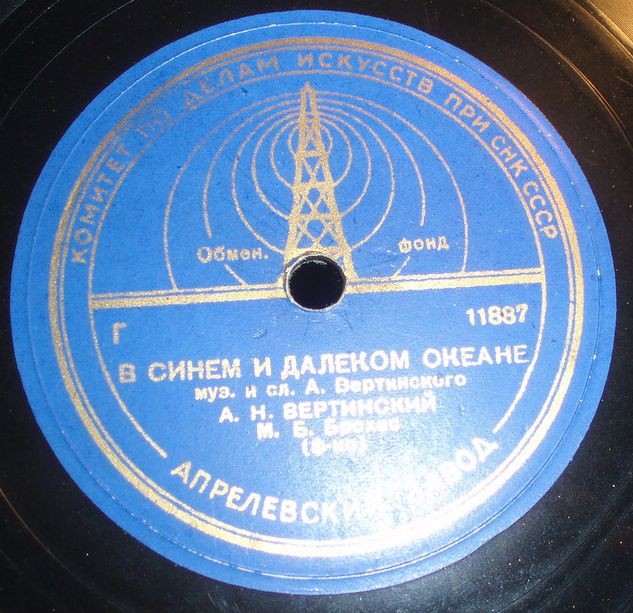 КОМИТЕТ ПО ДЕЛАМ ИСКУССТВ ПРИ СНК СССР
Обмен. фонд
Г 11887
В СИНЕМ И ДАЛЕКОМ ОКЕАНЕ
муз. и сл. А. Вертинского
А. Н. ВЕРТИНСКИЙ
М. Б. Брохес
(ф-но)
АПРЕЛЕВСКИЙ ЗАВОД